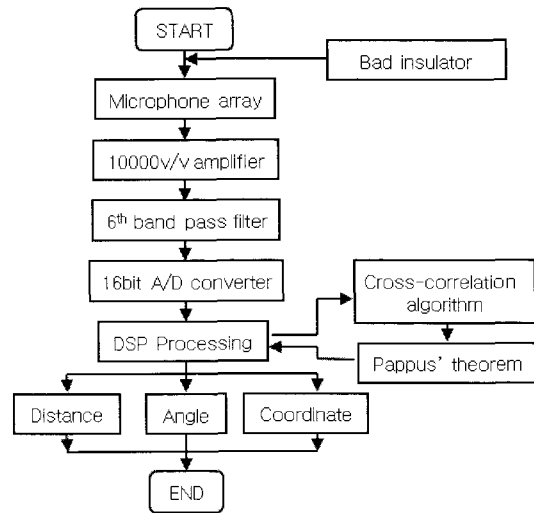 START
Bad insulator
Microphone array
10000v/v amplifier
6th band pass filter
16bit A/D converter
Cross-correlation
algorithm
DSP Processing
Pappus' theorem
Distance
Angle
Coordinate
END